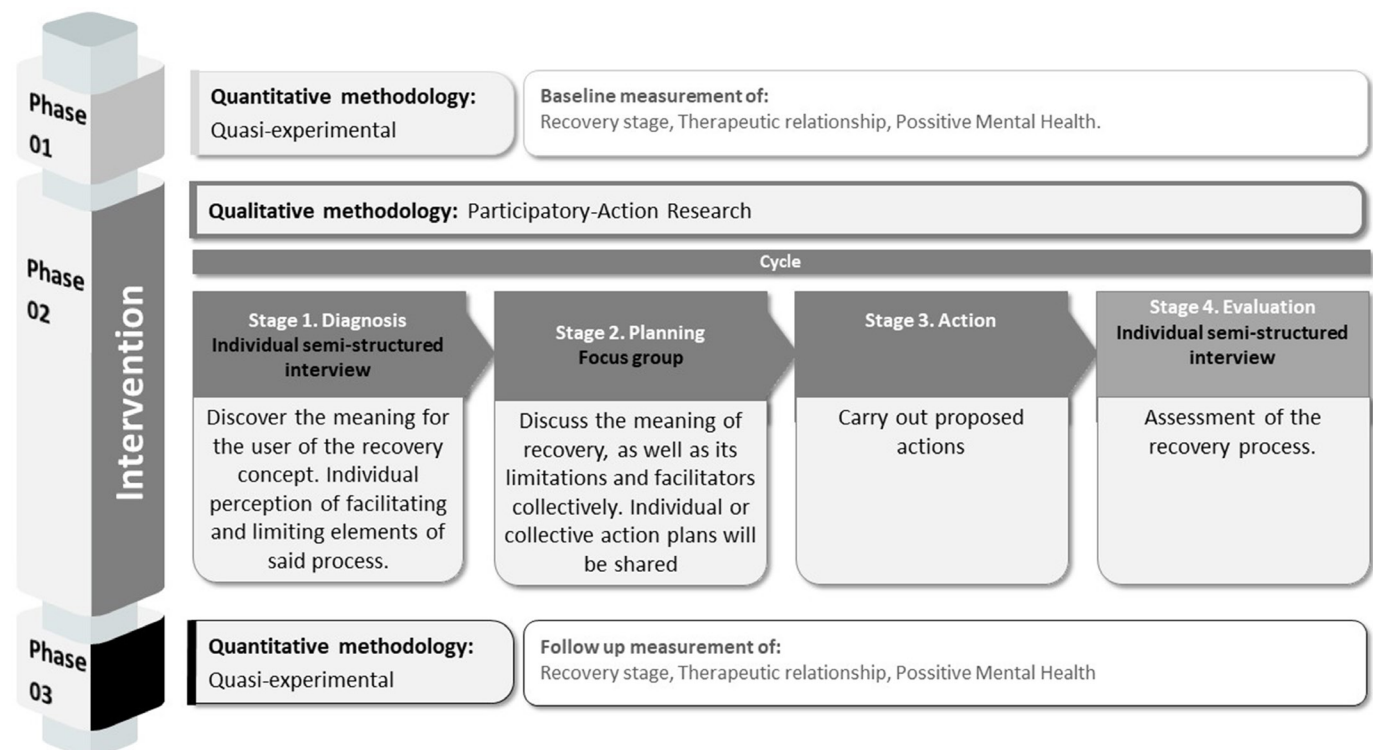 Phase
01
Quantitative methodology:
Quasi-experimental
Baseline measurement of:
Recovery stage, Therapeutic relationship, Possitive Mental Health.
Phase
02
Intervention
Qualitative methodology: Participatory-Action Research
Cycle
Stage 1. Diagnosis
Individual semi-structured
interview
Discover the meaning for
the user of the recovery
concept. Individual
perception of facilitating
and limiting elements of
said process.
Stage 2. Planning
Focus group
Discuss the meaning of
recovery, as well as its
limitations and facilitators
collectively. Individual or
collective action plans will
be shared
Stage 3. Action
Carry out proposed
actions
Stage 4. Evaluation
Individual semi-structured
interview
Assessment of the
recovery process.
Phase
03
Quantitative methodology:
Quasi-experimental
Follow up measurement of:
Recovery stage, Therapeutic relationship, Possitive Mental Health